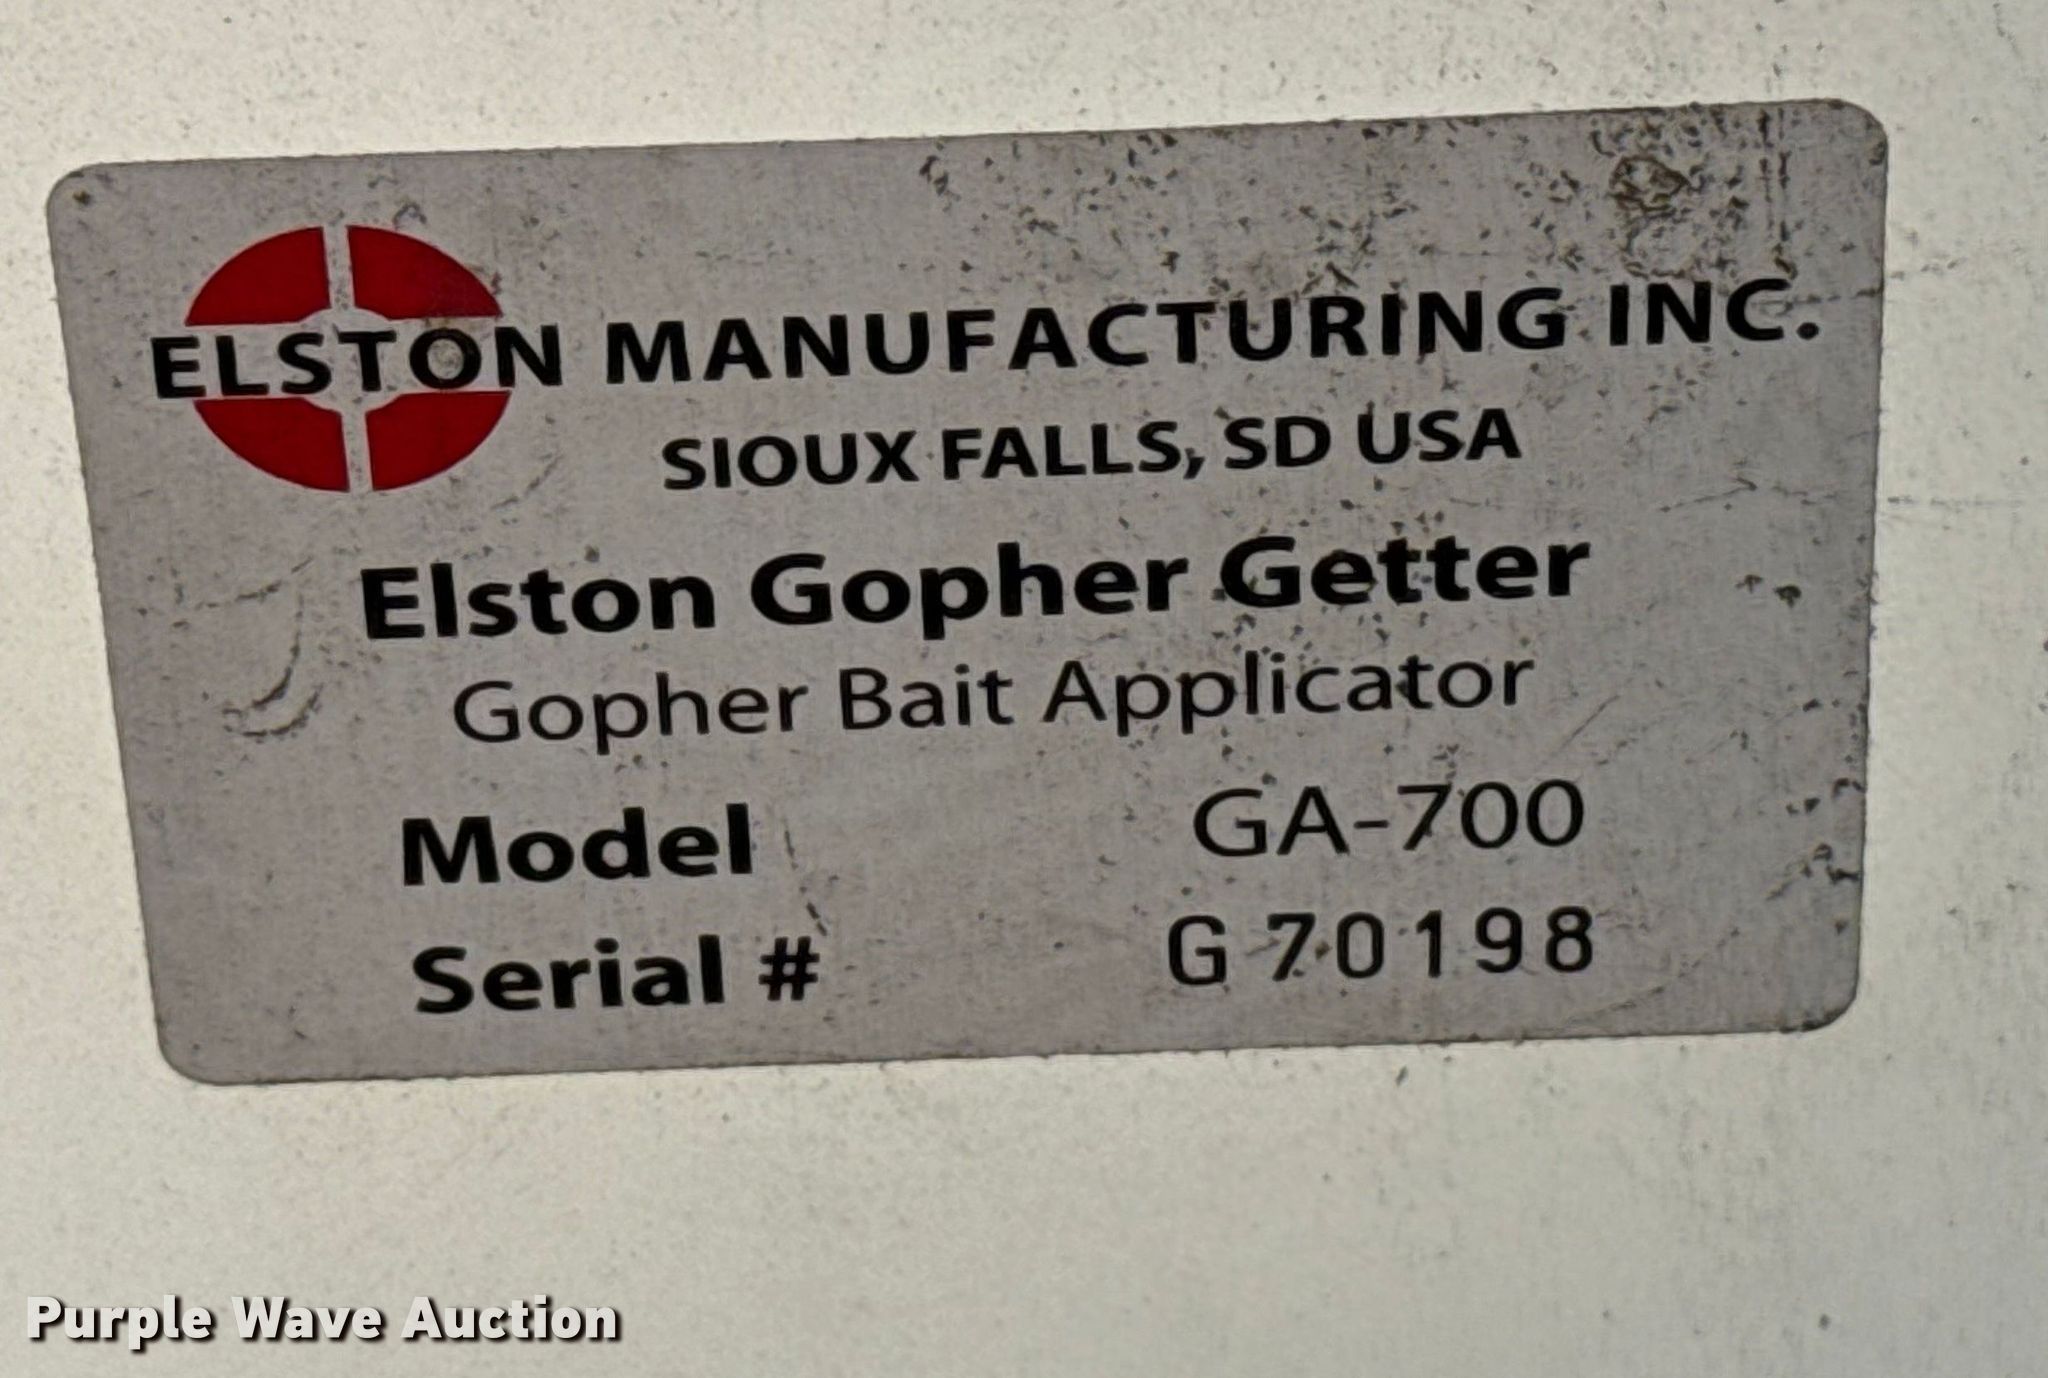 ELSTON MANUFACTURING INC.
SIOUX FALLS, SD USA
Elston Gopher Getter
Gopher Bait Applicator
Model GA-700
Serial # G 70198
Purple Wave Auction